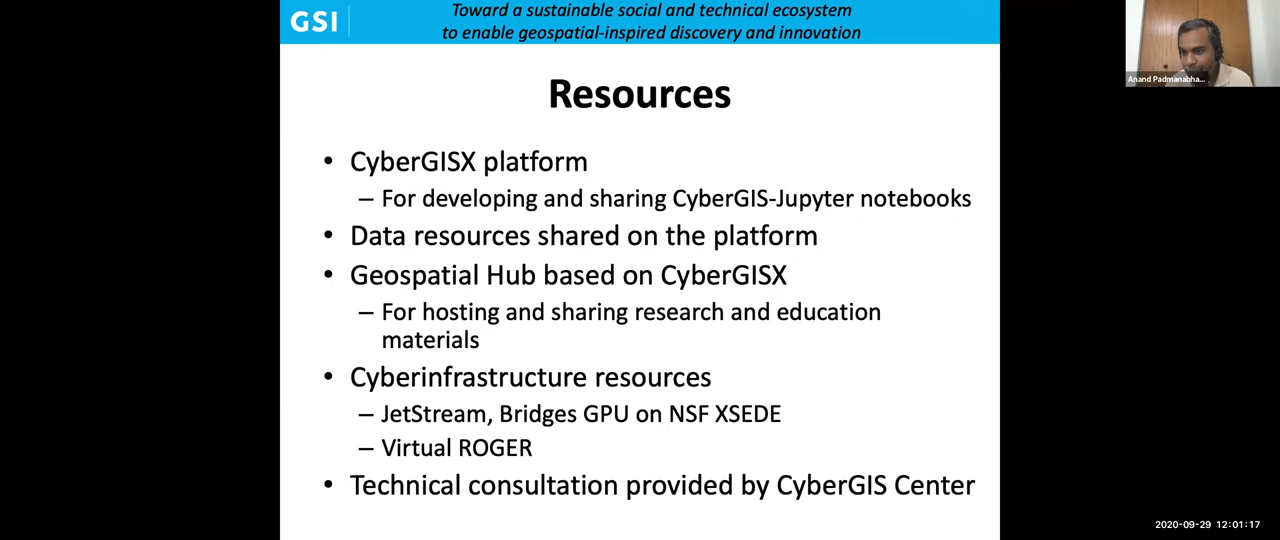 GSI
Toward a sustainable social and technical ecosystem
to enable geospatial-inspired discovery and innovation
Anand Padmanabha...
Resources
• CyberGISX platform
– For developing and sharing CyberGIS-Jupyter notebooks
• Data resources shared on the platform
• Geospatial Hub based on CyberGISX
– For hosting and sharing research and education
materials
• Cyberinfrastructure resources
– JetStream, Bridges GPU on NSF XSEDE
– Virtual ROGER
• Technical consultation provided by CyberGIS Center
2020-09-29 12:01:17